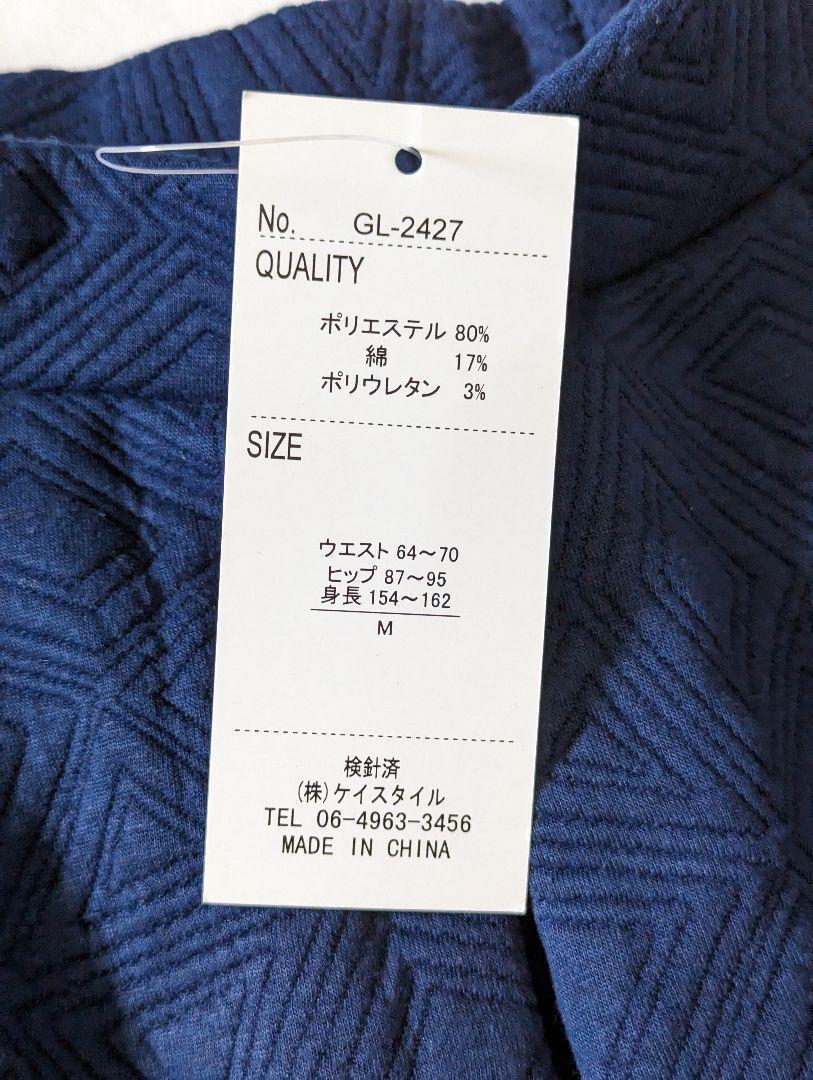 No. GL-2427
QUALITY
ポリエステル 80%
綿 17%
ポリウレタン 3%
SIZE
ウエスト 64〜70
ヒップ 87〜95
身長 154〜162
M
検針済
(株)ケイスタイル
TEL 06-4963-3456
MADE IN CHINA